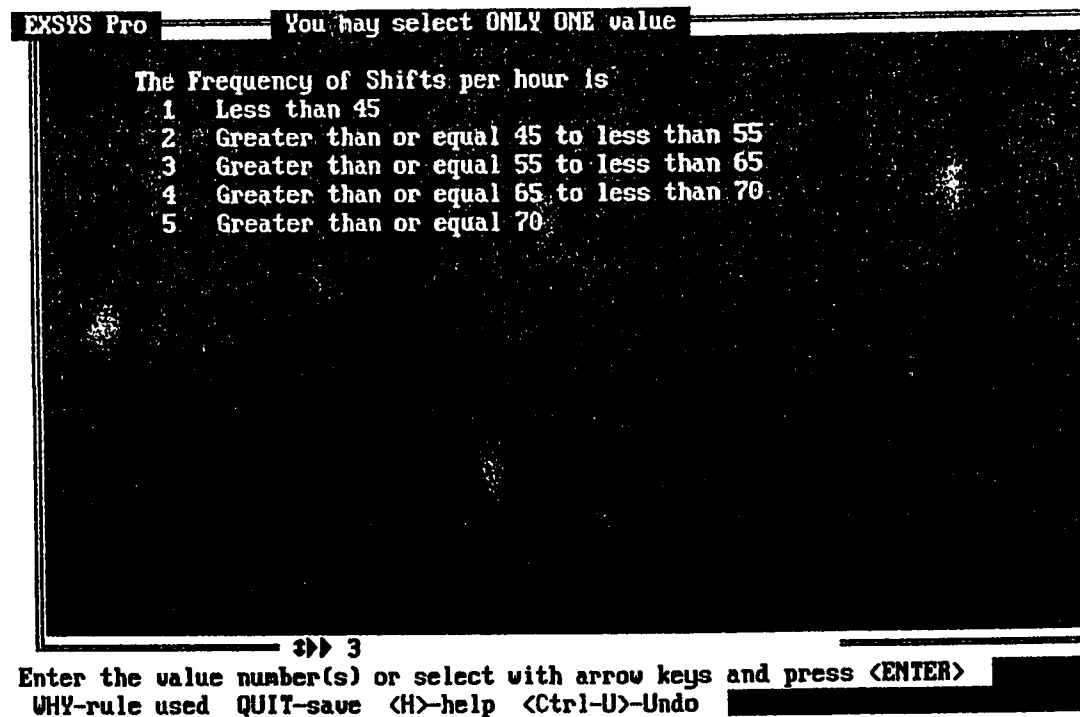 EXSYS Pro You may select ONLY ONE value
The Frequency of Shifts per hour is
1 Less than 45
2 Greater than or equal 45 to less than 55
3 Greater than or equal 55 to less than 65
4 Greater than or equal 65 to less than 70
5 Greater than or equal 70
3
Enter the value number(s) or select with arrow keys and press <ENTER>
WHY-rule used QUIT-save <H>-help <Ctrl-U>-Undo